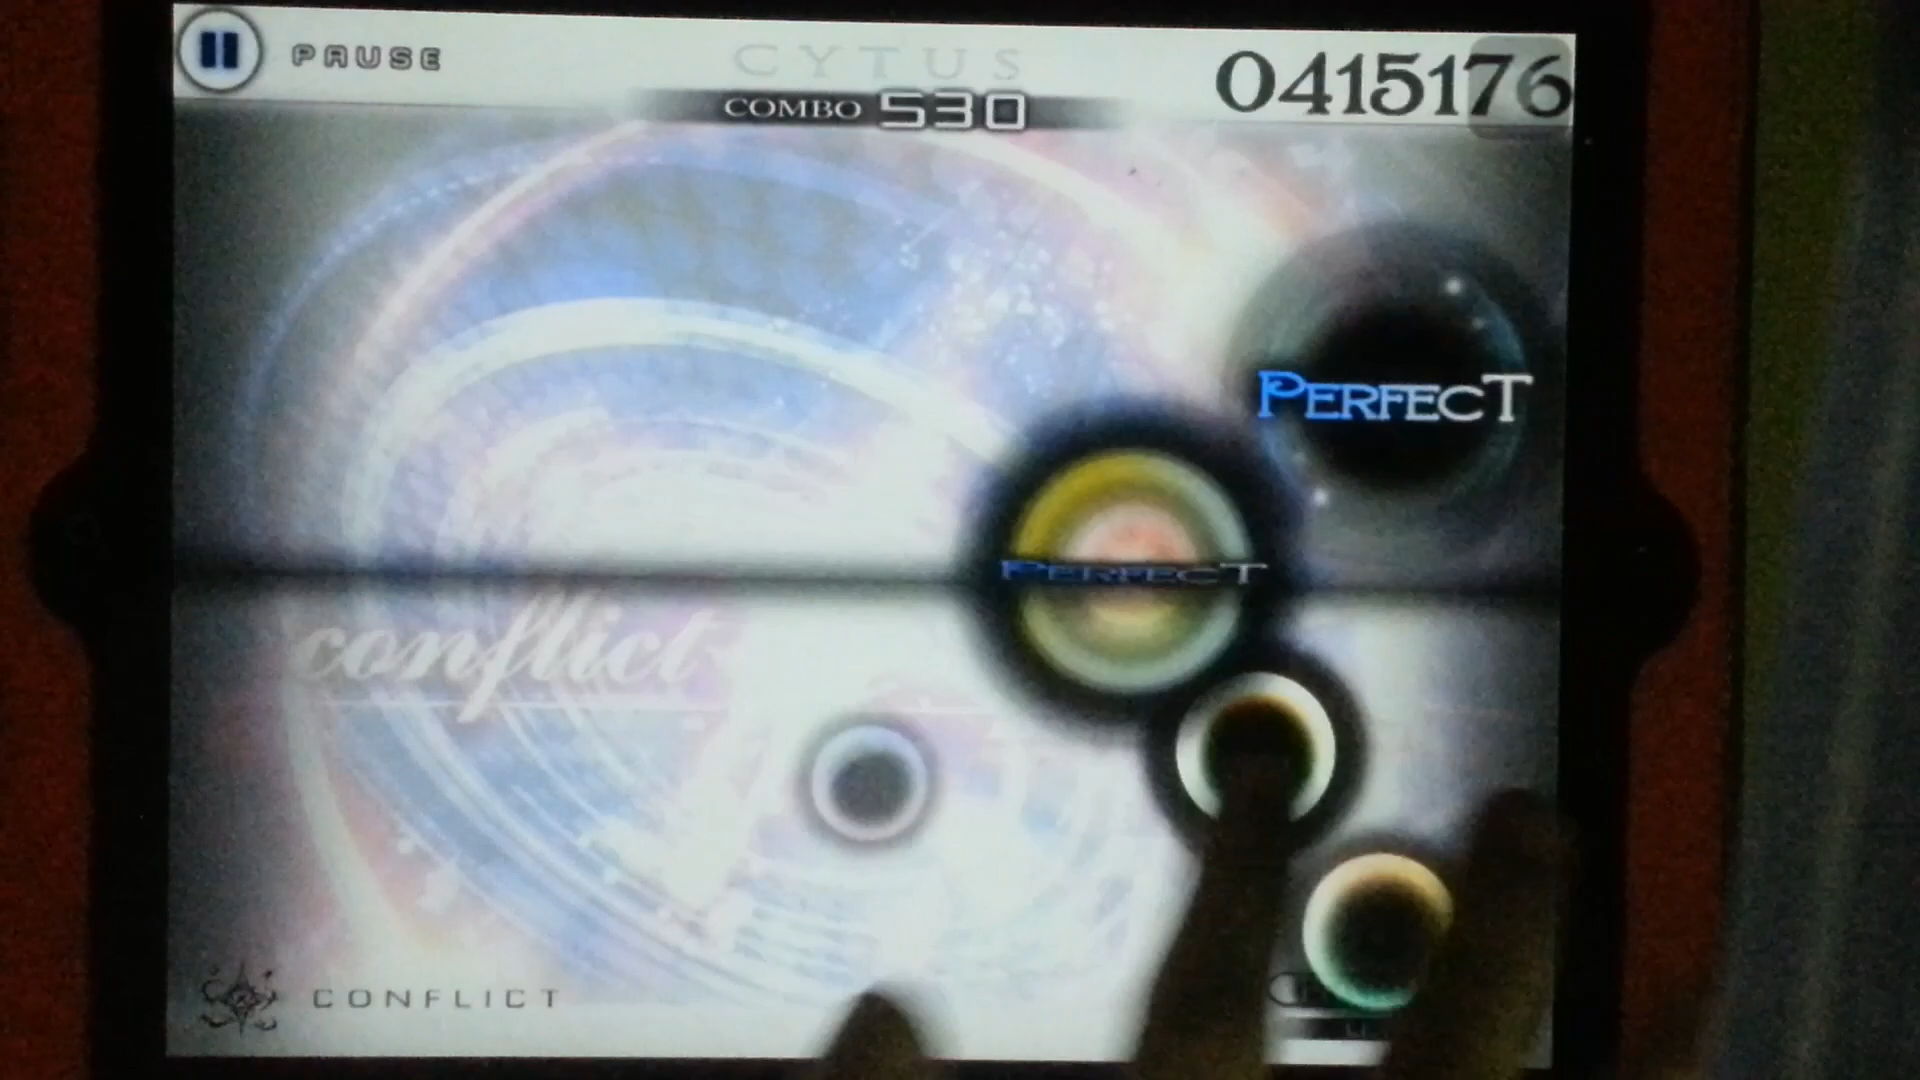 PAUSE
CYTUS
0415176
COMBO 530
PERFECT
PERFECT
conflict
CONFLICT